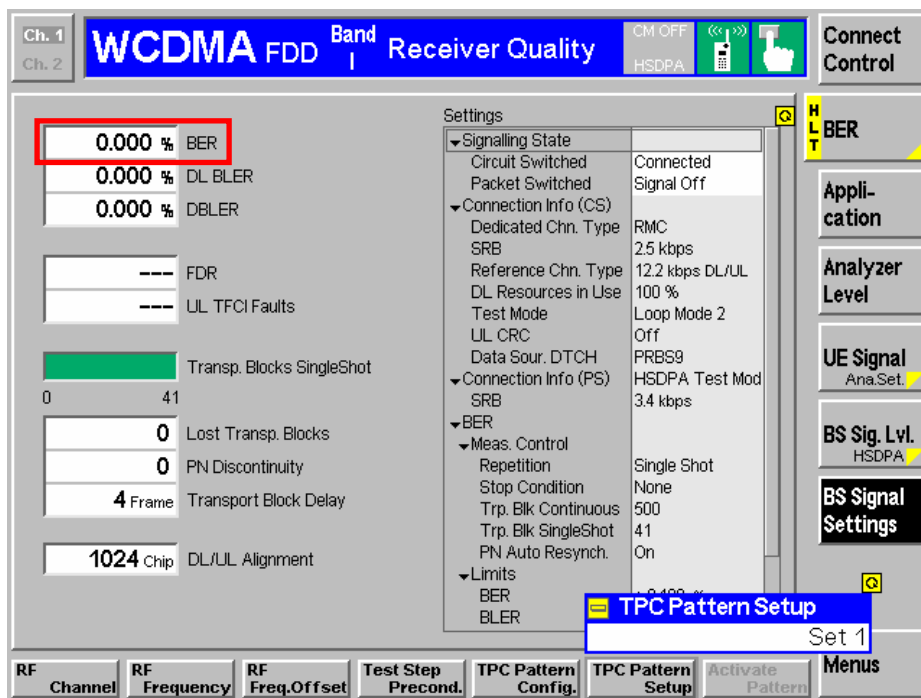 Ch. 1
Ch. 2
WCDMA FDD Band I Receiver Quality
CM OFF
HSDPA
Connect Control
0.000 % BER
0.000 % DL BLER
0.000 % DBLER
--- FDR
--- UL TFCI Faults
Transp. Blocks SingleShot
0 41
0 Lost Transp. Blocks
0 PN Discontinuity
4 Frame Transport Block Delay
1024 Chip DL/UL Alignment
Settings
Signalling State
Circuit Switched Connected
Packet Switched Signal Off
Connection Info (CS)
Dedicated Chn. Type RMC
SRB 2.5 kbps
Reference Chn. Type 12.2 kbps DL/UL
DL Resources in Use 100 %
Test Mode Loop Mode 2
UL CRC Off
Data Sour. DTCH PRBS9
Connection Info (PS) HSDPA Test Mod
SRB 3.4 kbps
BER
Meas. Control
Repetition Single Shot
Stop Condition None
Trp. Blk Continuous 500
Trp. Blk SingleShot 41
PN Auto Resynch. On
Limits
BER
BLER
TPC Pattern Setup
Set 1
HLT
BER
Appli-
cation
Analyzer
Level
UE Signal
Ana.Set.
BS Sig. Lvl.
HSDPA
BS Signal
Settings
Menus
RF Channel
RF Frequency
RF Freq.Offset
Test Step Precond.
TPC Pattern Config.
TPC Pattern Setup
Activate Pattern